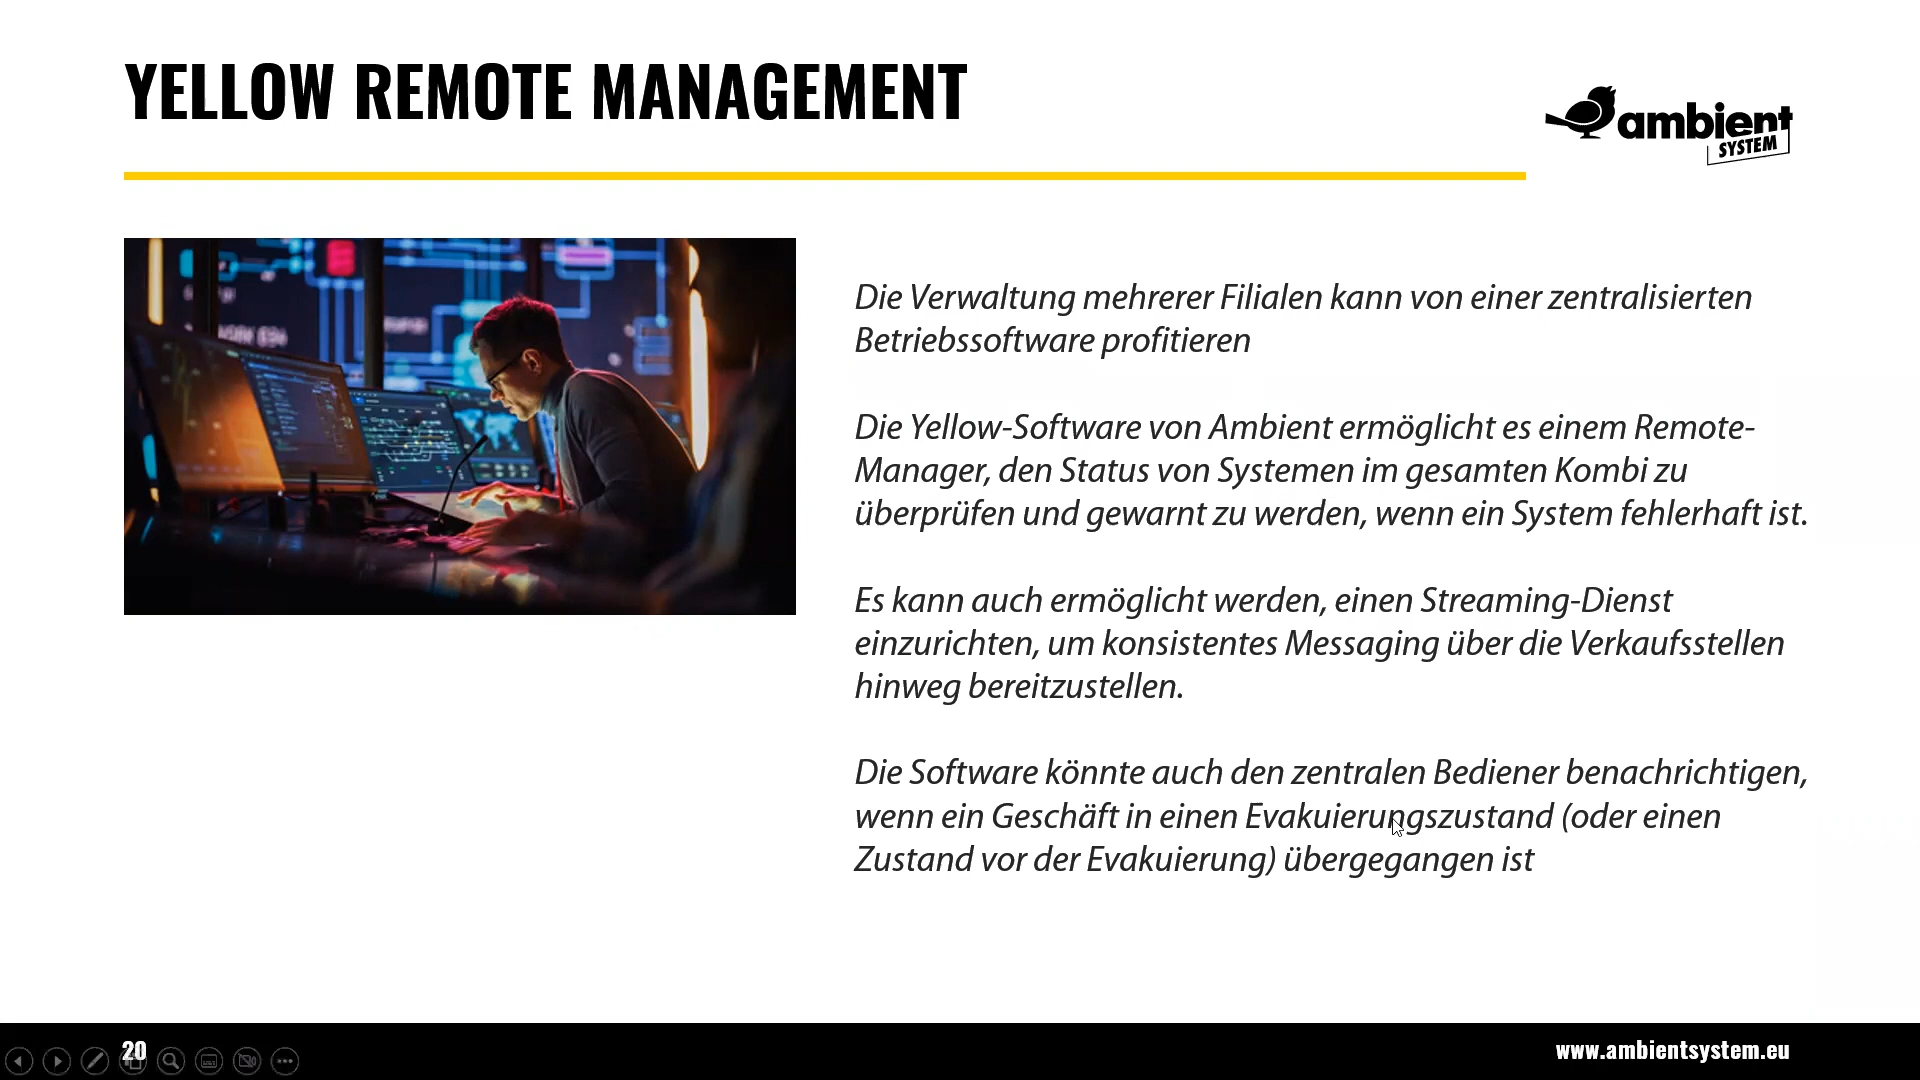 YELLOW REMOTE MANAGEMENT
ambient
SYSTEM
Die Verwaltung mehrerer Filialen kann von einer zentralisierten
Betriebssoftware profitieren
Die Yellow-Software von Ambient ermöglicht es einem Remote-
Manager, den Status von Systemen im gesamten Kombi zu
überprüfen und gewarnt zu werden, wenn ein System fehlerhaft ist.
Es kann auch ermöglicht werden, einen Streaming-Dienst
einzurichten, um konsistentes Messaging über die Verkaufsstellen
hinweg bereitzustellen.
Die Software könnte auch den zentralen Bediener benachrichtigen,
wenn ein Geschäft in einen Evakuierungszustand (oder einen
Zustand vor der Evakuierung) übergegangen ist
20
www.ambientsystem.eu